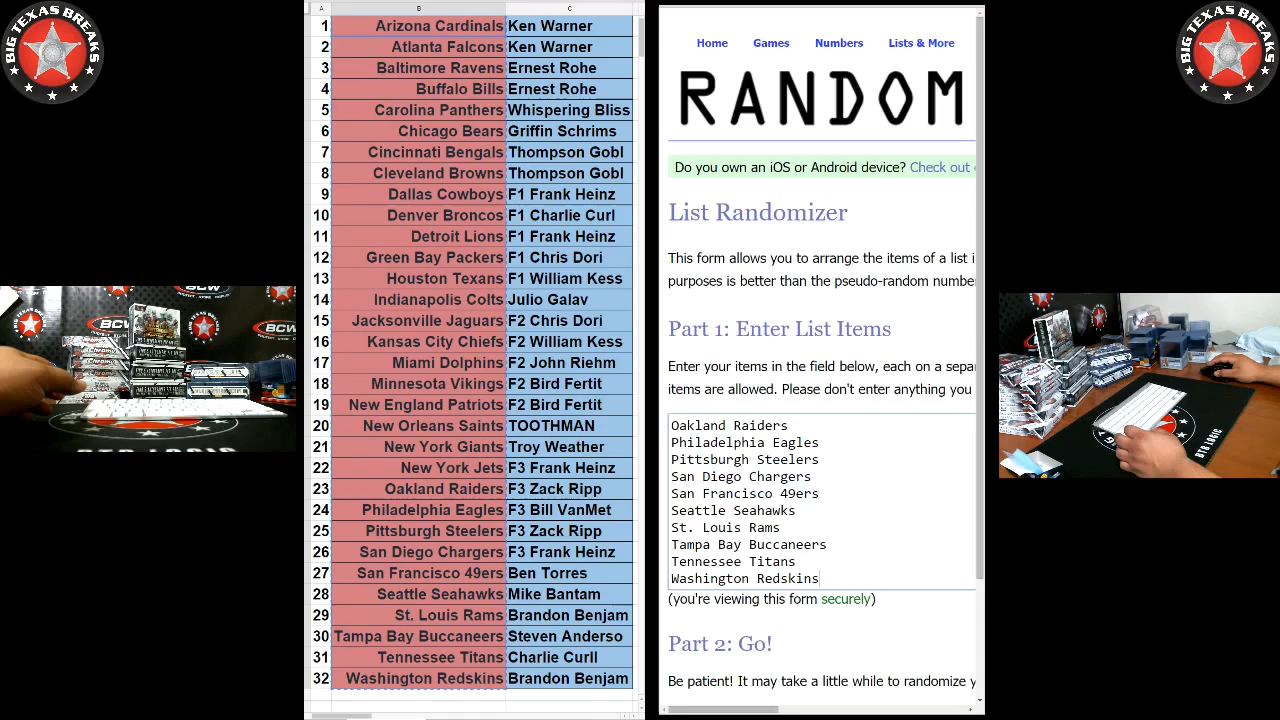 BIG TEXAS BREAKS
A B C
1 Arizona Cardinals Ken Warner
2 Atlanta Falcons Ken Warner
3 Baltimore Ravens Ernest Rohe
4 Buffalo Bills Ernest Rohe
5 Carolina Panthers Whispering Bliss
6 Chicago Bears Griffin Schrims
7 Cincinnati Bengals Thompson Gobl
8 Cleveland Browns Thompson Gobl
9 Dallas Cowboys F1 Frank Heinz
10 Denver Broncos F1 Charlie Curl
11 Detroit Lions F1 Frank Heinz
12 Green Bay Packers F1 Chris Dori
13 Houston Texans F1 William Kess
14 Indianapolis Colts Julio Galav
15 Jacksonville Jaguars F2 Chris Dori
16 Kansas City Chiefs F2 William Kess
17 Miami Dolphins F2 John Riehm
18 Minnesota Vikings F2 Bird Fertit
19 New England Patriots F2 Bird Fertit
20 New Orleans Saints TOOTHMAN
21 New York Giants Troy Weather
22 New York Jets F3 Frank Heinz
23 Oakland Raiders F3 Zack Ripp
24 Philadelphia Eagles F3 Bill VanMet
25 Pittsburgh Steelers F3 Zack Ripp
26 San Diego Chargers F3 Frank Heinz
27 San Francisco 49ers Ben Torres
28 Seattle Seahawks Mike Bantam
29 St. Louis Rams Brandon Benjam
30 Tampa Bay Buccaneers Steven Anderso
31 Tennessee Titans Charlie Curll
32 Washington Redskins Brandon Benjam
Home Games Numbers Lists & More
RANDOM
Do you own an iOS or Android device? Check out
List Randomizer
This form allows you to arrange the items of a list i
purposes is better than the pseudo-random number
Part 1: Enter List Items
Enter your items in the field below, each on a sepa
items are allowed. Please don't enter anything you
Oakland Raiders
Philadelphia Eagles
Pittsburgh Steelers
San Diego Chargers
San Francisco 49ers
Seattle Seahawks
St. Louis Rams
Tampa Bay Buccaneers
Tennessee Titans
Washington Redskins
(you're viewing this form securely)
Part 2: Go!
Be patient! It may take a little while to randomize y
BIG TEXAS BREAKS
BCW